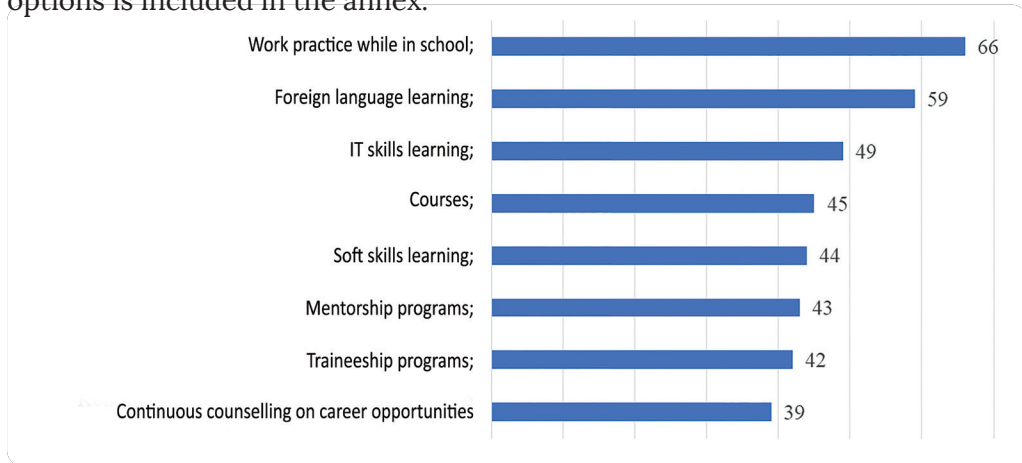 options is included in the annex.
Work practice while in school; 66
Foreign language learning; 59
IT skills learning; 49
Courses; 45
Soft skills learning; 44
Mentorship programs; 43
Traineeship programs; 42
Continuous counselling on career opportunities 39